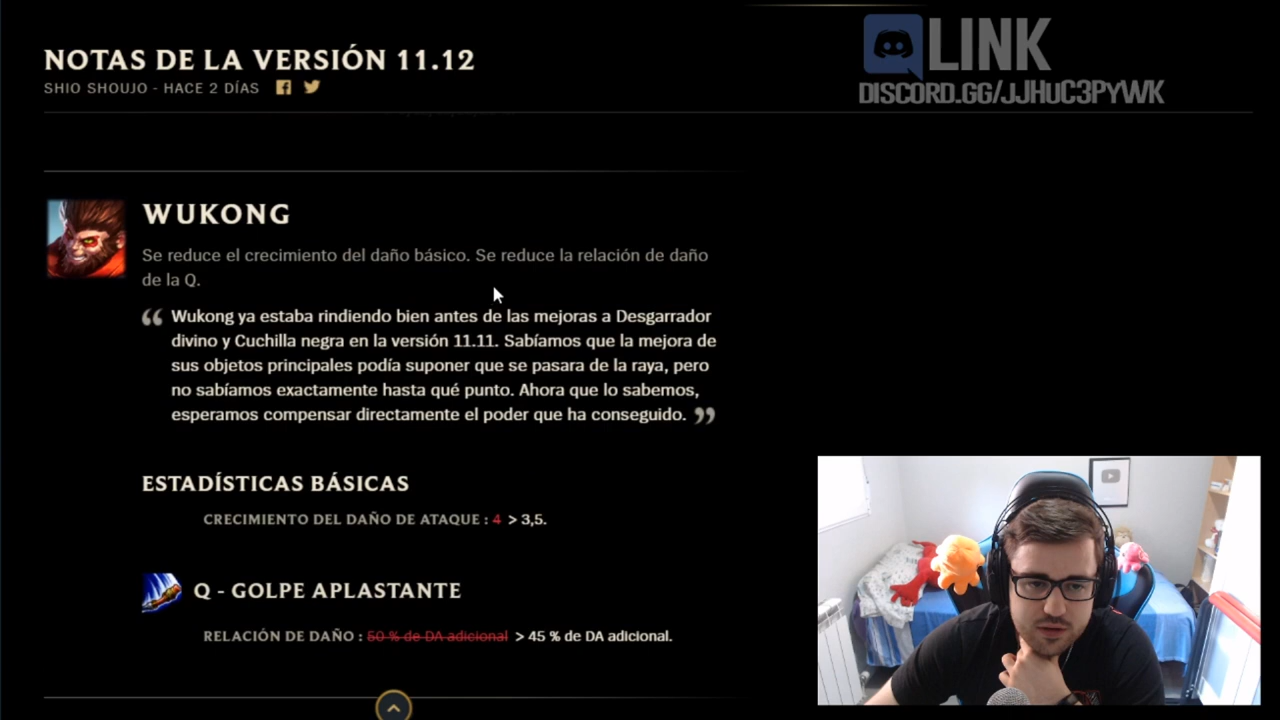 NOTAS DE LA VERSIÓN 11.12
SHIO SHOUJO - HACE 2 DÍAS
LINK
DISCORD.GG/JJHUC3PYWK
WUKONG
Se reduce el crecimiento del daño básico. Se reduce la relación de daño
de la Q.
“ Wukong ya estaba rindiendo bien antes de las mejoras a Desgarrador
divino y Cuchilla negra en la versión 11.11. Sabíamos que la mejora de
sus objetos principales podía suponer que se pasara de la raya, pero
no sabíamos exactamente hasta qué punto. Ahora que lo sabemos,
esperamos compensar directamente el poder que ha conseguido. ”
ESTADÍSTICAS BÁSICAS
CRECIMIENTO DEL DAÑO DE ATAQUE : 4 > 3,5.
Q - GOLPE APLASTANTE
RELACIÓN DE DAÑO : 50 % de DA adicional > 45 % de DA adicional.